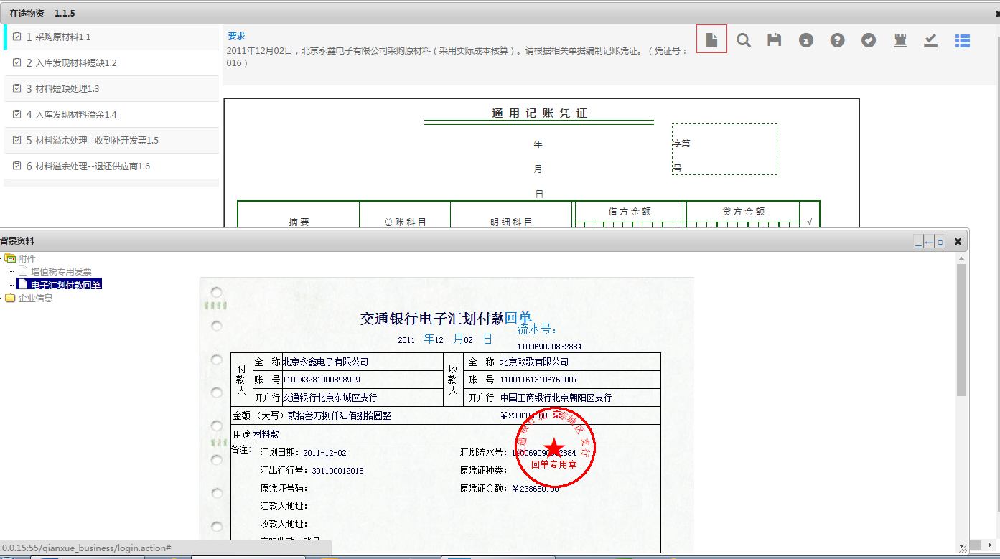 在途物资 1.1.5
1 采购原材料1.1
2 入库发现材料短缺1.2
3 材料短缺处理1.3
4 入库发现材料溢余1.4
5 材料溢余处理--收到补开发票1.5
6 材料溢余处理--退还供应商1.6
要求
2011年12月02日，北京永鑫电子有限公司采购原材料（采用实际成本核算）。请根据相关单据编制记账凭证。（凭证号：
016）
通用记账凭证
年
字第
月
号
日
摘要 总账科目 明细科目 借方金额 贷方金额 √
背景资料
附件
增值税专用发票
电子汇划付款回单
企业信息
交通银行电子汇划付款回单
流水号：
2011 年12 月02 日
110069090832884
付款人 全称 北京永鑫电子有限公司 收款人 全称 北京欧歌有限公司
账号 110043281000898909 账号 110011613106760007
开户行 交通银行北京东城区支行 开户行 中国工商银行北京朝阳区支行
金额 （大写）贰拾叁万捌仟陆佰捌拾圆整 ￥238680.00
用途 材料款
备注： 汇划日期：2011-12-02 汇划流水号：110069090832884
汇出行行号：301100012016 原凭证种类：
原凭证号码： 原凭证金额：￥238680.00
汇款人地址：
收款人地址：
实际收款人账号
交通银行北京东城区支行
回单专用章
.0.0.15:55/qianxue_business/login.action#